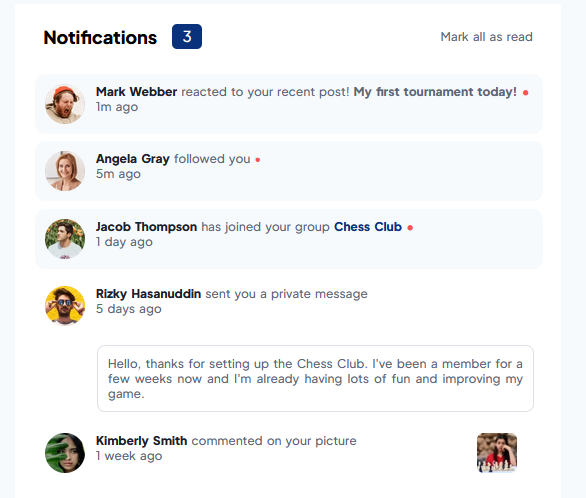 Notifications 3 Mark all as read
Mark Webber reacted to your recent post! My first tournament today!
1m ago
Angela Gray followed you
5m ago
Jacob Thompson has joined your group Chess Club
1 day ago
Rizky Hasanuddin sent you a private message
5 days ago
Hello, thanks for setting up the Chess Club. I've been a member for a
few weeks now and I'm already having lots of fun and improving my
game.
Kimberly Smith commented on your picture
1 week ago